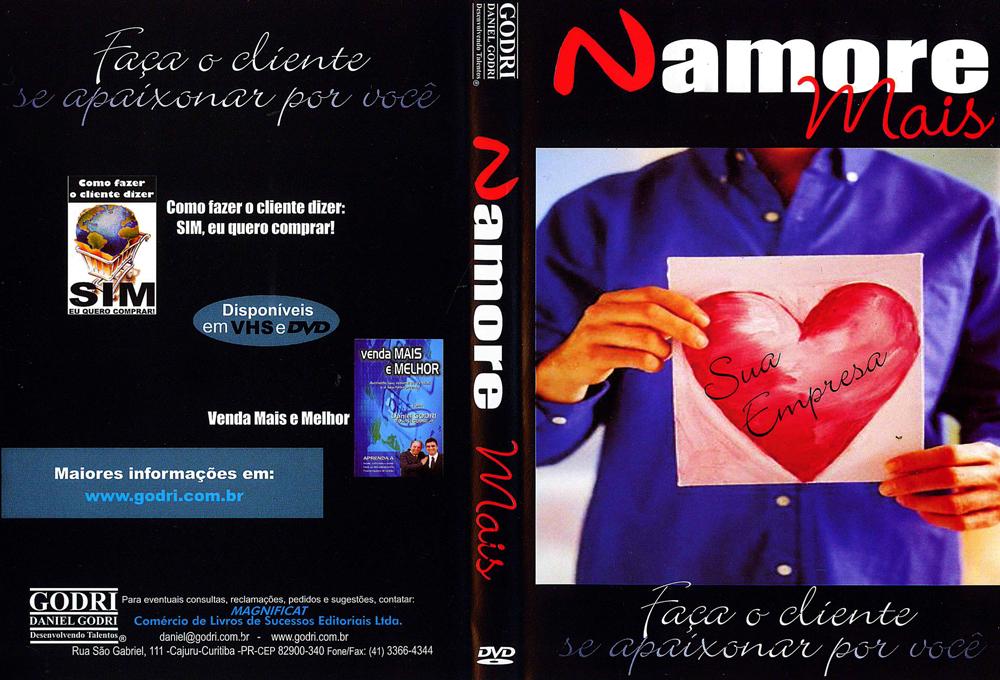 Faça o cliente
se apaixonar por você
Como fazer
o cliente dizer
SIM
EU QUERO COMPRAR!
Como fazer o cliente dizer:
SIM, eu quero comprar!
Disponíveis
em VHS e DVD
venda MAIS
e MELHOR
Daniel GODRI
APRENDA A
Venda Mais e Melhor
Maiores informações em:
www.godri.com.br
GODRI
DANIEL GODRI
Desenvolvendo Talentos®
Para eventuais consultas, reclamações, pedidos e sugestões, contatar:
MAGNIFICAT
Comércio de Livros de Sucessos Editoriais Ltda.
daniel@godri.com.br - www.godri.com.br
Rua São Gabriel, 111 -Cajuru-Curitiba -PR-CEP 82900-340 Fone/Fax: (41) 3366-4344
GODRI
DANIEL GODRI
Desenvolvendo Talentos®
Namore
Mais
DVD
Namore
Mais
Sua
Empresa
Faça o cliente
se apaixonar por você